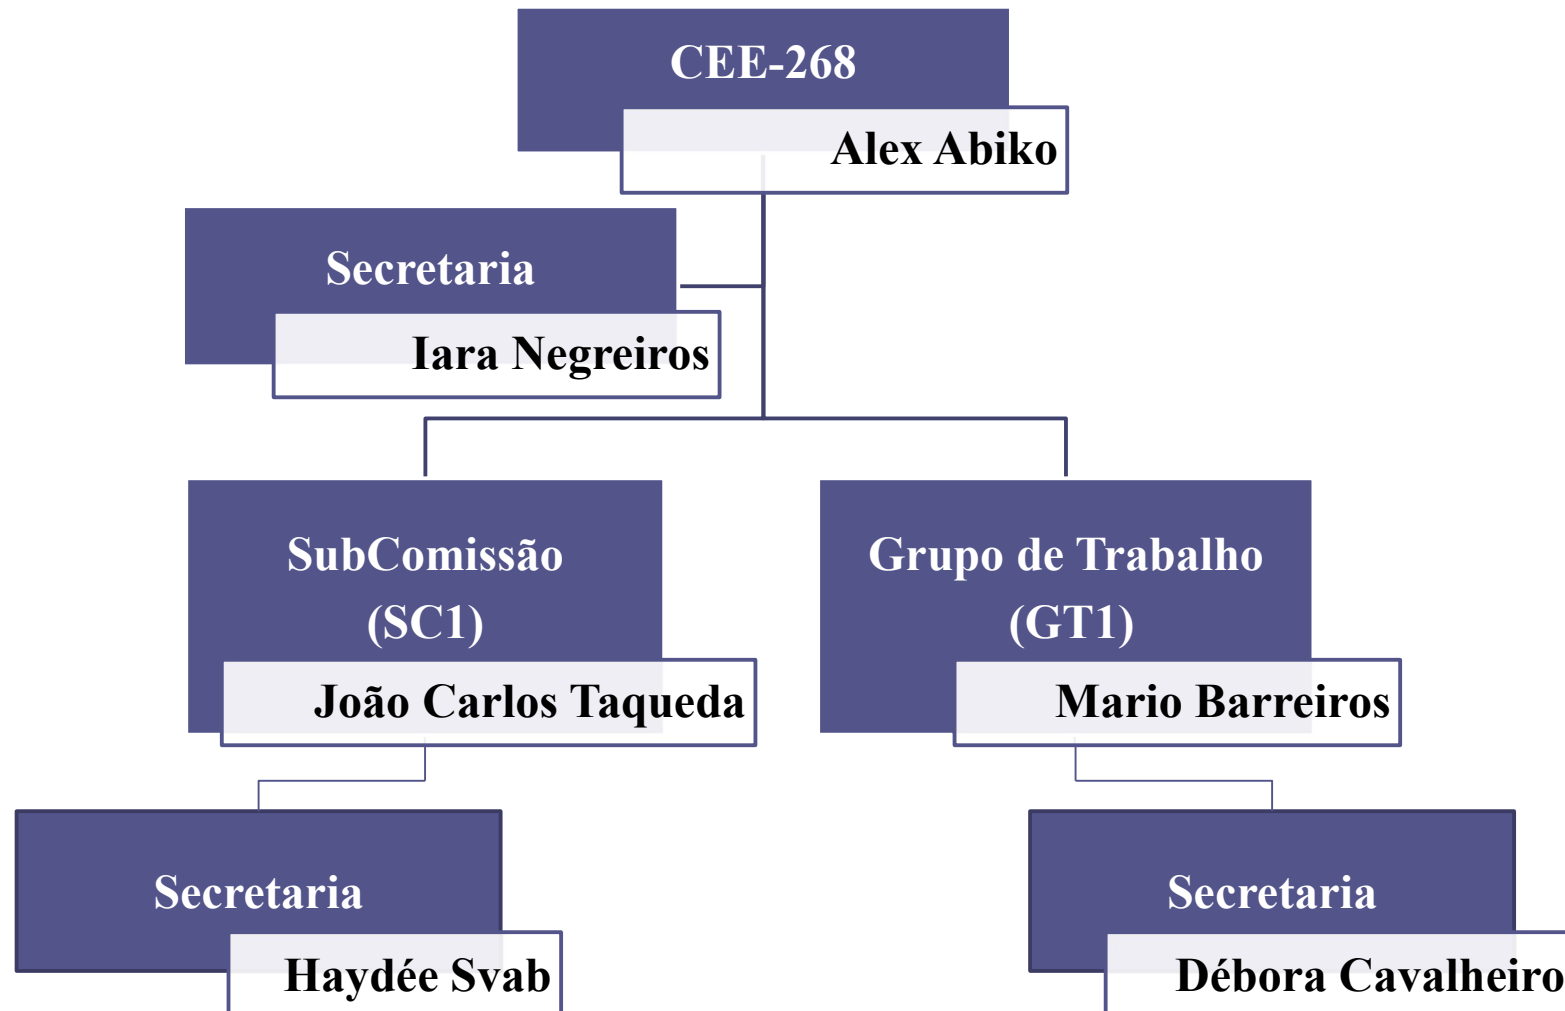 CEE-268
Alex Abiko
Secretaria
Iara Negreiros
SubComissão
(SC1)
João Carlos Taqueda
Grupo de Trabalho
(GT1)
Mario Barreiros
Secretaria
Haydée Svab
Secretaria
Débora Cavalheiro